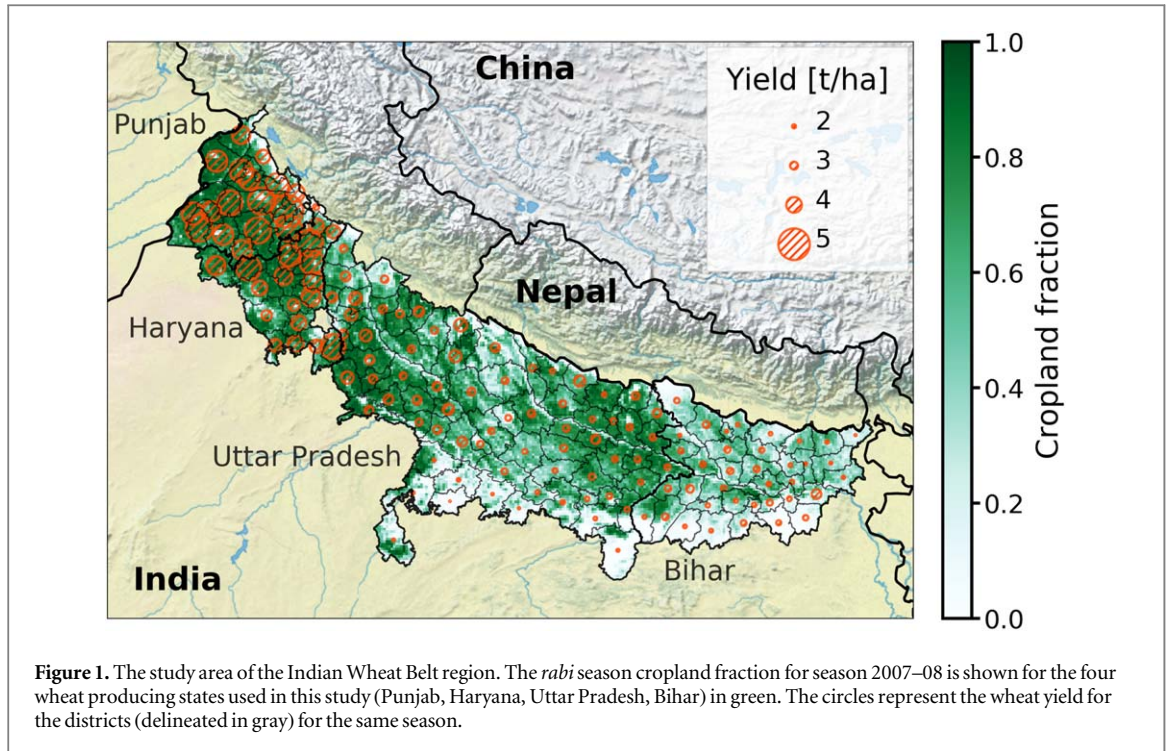 China
Yield [t/ha]
2
3
4
5
Punjab
Nepal
Haryana
Uttar Pradesh
India
Bihar
1.0
0.8
0.6
0.4
0.2
0.0
Cropland fraction
Figure 1. The study area of the Indian Wheat Belt region. The rabi season cropland fraction for season 2007–08 is shown for the four
wheat producing states used in this study (Punjab, Haryana, Uttar Pradesh, Bihar) in green. The circles represent the wheat yield for
the districts (delineated in gray) for the same season.